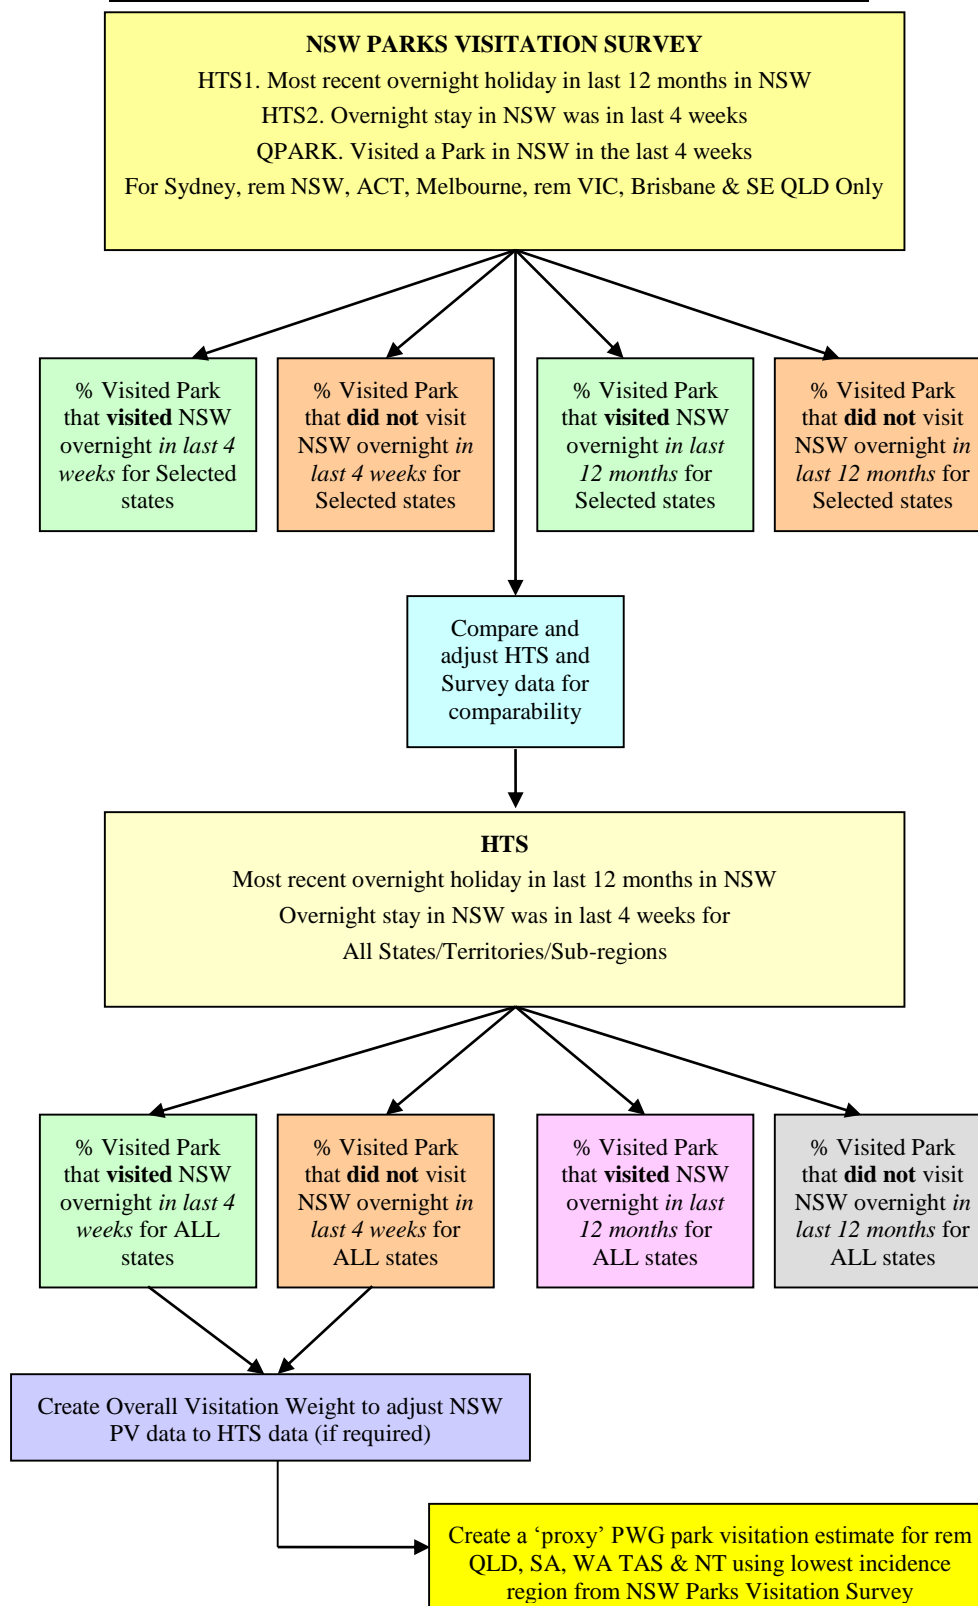 NSW PARKS VISITATION SURVEY
HTS1. Most recent overnight holiday in last 12 months in NSW
HTS2. Overnight stay in NSW was in last 4 weeks
QPARK. Visited a Park in NSW in the last 4 weeks
For Sydney, rem NSW, ACT, Melbourne, rem VIC, Brisbane & SE QLD Only
% Visited Park
that visited NSW
overnight in last 4
weeks for Selected
states
% Visited Park
that did not visit
NSW overnight in
last 4 weeks for
Selected states
% Visited Park
that visited NSW
overnight in last
12 months for
Selected states
% Visited Park
that did not visit
NSW overnight in
last 12 months for
Selected states
Compare and
adjust HTS and
Survey data for
comparability
HTS
Most recent overnight holiday in last 12 months in NSW
Overnight stay in NSW was in last 4 weeks for
All States/Territories/Sub-regions
% Visited Park
that visited NSW
overnight in last 4
weeks for ALL
states
% Visited Park
that did not visit
NSW overnight in
last 4 weeks for
ALL states
% Visited Park
that visited NSW
overnight in last
12 months for
ALL states
% Visited Park
that did not visit
NSW overnight in
last 12 months for
ALL states
Create Overall Visitation Weight to adjust NSW
PV data to HTS data (if required)
Create a ‘proxy’ PWG park visitation estimate for rem
QLD, SA, WA TAS & NT using lowest incidence
region from NSW Parks Visitation Survey